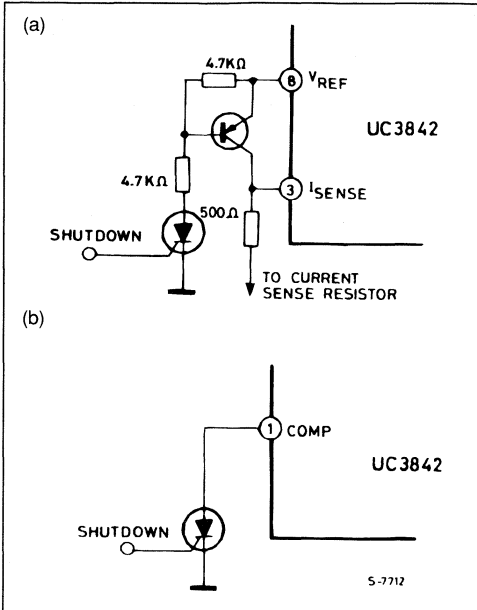 (a)
4.7KΩ
8 VREF
UC3842
4.7KΩ
3 ISENSE
500Ω
SHUTDOWN
TO CURRENT
SENSE RESISTOR
(b)
1 COMP
UC3842
SHUTDOWN
S-7712